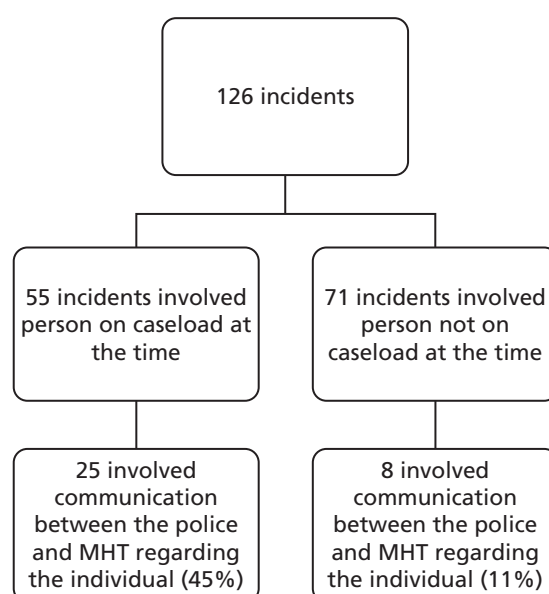 126 incidents
55 incidents involved
person on caseload at
the time
71 incidents involved
person not on
caseload at the time
25 involved
communication
between the police
and MHT regarding
the individual (45%)
8 involved
communication
between the police
and MHT regarding
the individual (11%)